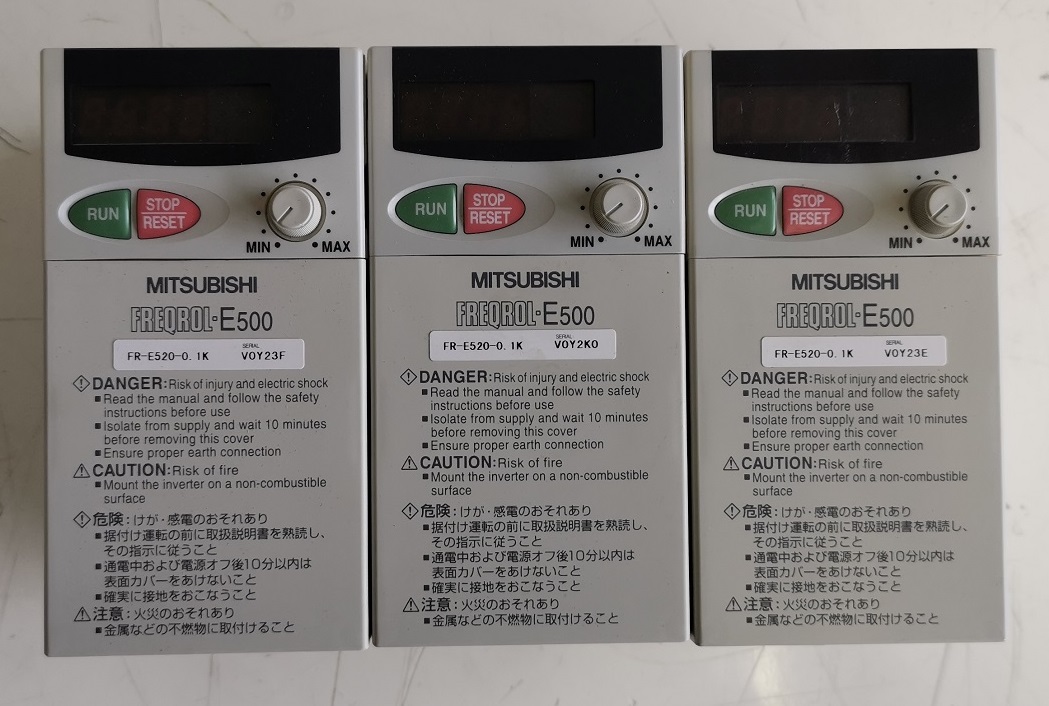 RUN
STOP
RESET
MIN
MAX
MITSUBISHI
FREQROL-E500
FR-E520-0.1K SERIAL V0Y23F
DANGER:Risk of injury and electric shock
■Read the manual and follow the safety
instructions before use
■Isolate from supply and wait 10 minutes
before removing this cover
■Ensure proper earth connection
CAUTION:Risk of fire
■Mount the inverter on a non-combustible
surface
危険:けが・感電のおそれあり
■据付け運転の前に取扱説明書を熟読し、
その指示に従うこと
■通電中および電源オフ後10分以内は
表面カバーをあけないこと
■確実に接地をおこなうこと
注意:火災のおそれあり
■金属などの不燃物に取付けること
RUN
STOP
RESET
MIN
MAX
MITSUBISHI
FREQROL-E500
FR-E520-0.1K SERIAL V0Y2K0
DANGER:Risk of injury and electric shock
■Read the manual and follow the safety
instructions before use
■Isolate from supply and wait 10 minutes
before removing this cover
■Ensure proper earth connection
CAUTION:Risk of fire
■Mount the inverter on a non-combustible
surface
危険:けが・感電のおそれあり
■据付け運転の前に取扱説明書を熟読し、
その指示に従うこと
■通電中および電源オフ後10分以内は
表面カバーをあけないこと
■確実に接地をおこなうこと
注意:火災のおそれあり
■金属などの不燃物に取付けること
RUN
STOP
RESET
MIN
MAX
MITSUBISHI
FREQROL-E500
FR-E520-0.1K SERIAL V0Y23E
DANGER:Risk of injury and electric shock
■Read the manual and follow the safety
instructions before use
■Isolate from supply and wait 10 minutes
before removing this cover
■Ensure proper earth connection
CAUTION:Risk of fire
■Mount the inverter on a non-combustible
surface
危険:けが・感電のおそれあり
■据付け運転の前に取扱説明書を熟読し、
その指示に従うこと
■通電中および電源オフ後10分以内は
表面カバーをあけないこと
■確実に接地をおこなうこと
注意:火災のおそれあり
■金属などの不燃物に取付けること